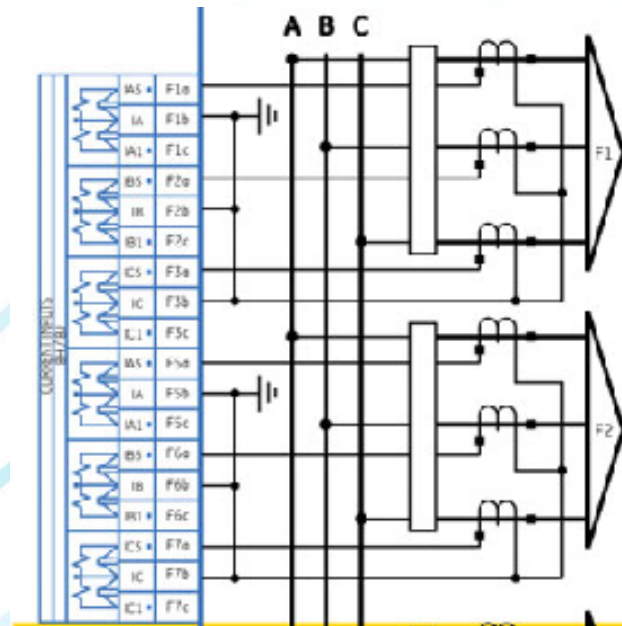 A B C
IA5 F1a
IA F1b
IA1 F1c
IB5 F2a
IB F2b
IB1 F2c
IC5 F3a
IC F3b
IC1 F3c
IA5 F5a
IA F5b
IA1 F5c
IB5 F6a
IB F6b
IB1 F6c
IC5 F7a
IC F7b
IC1 F7c
CURRENT INPUTS
F1
F2